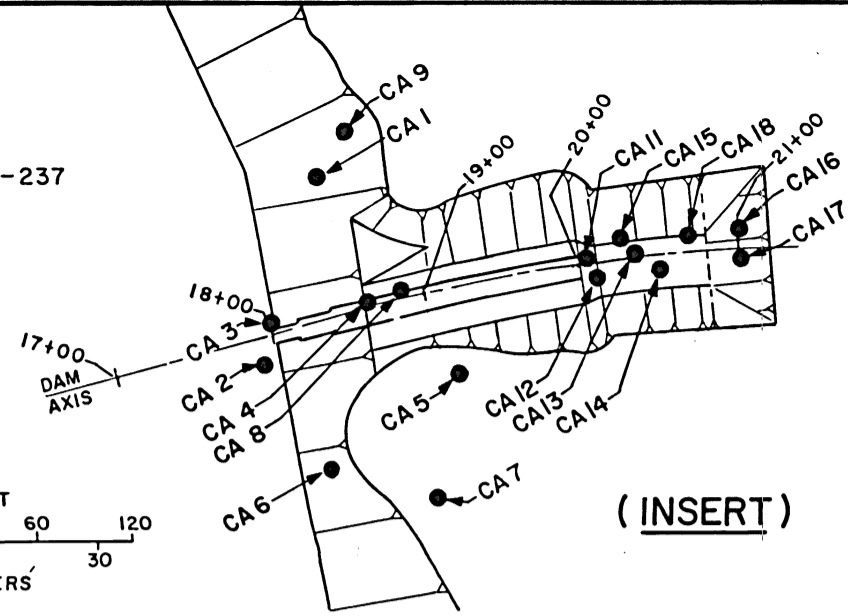 CA 9
CA 1
-237
19+00
20+00
CA 11
CA 15
CA 18
21+00
CA 16
CA 17
18+00
CA 3
17+00
DAM
AXIS
CA 2
CA 4
CA 8
CA 5
CA 12
CA 13
CA 14
CA 6
CA 7
(INSERT)
T
60 120
30
ERS